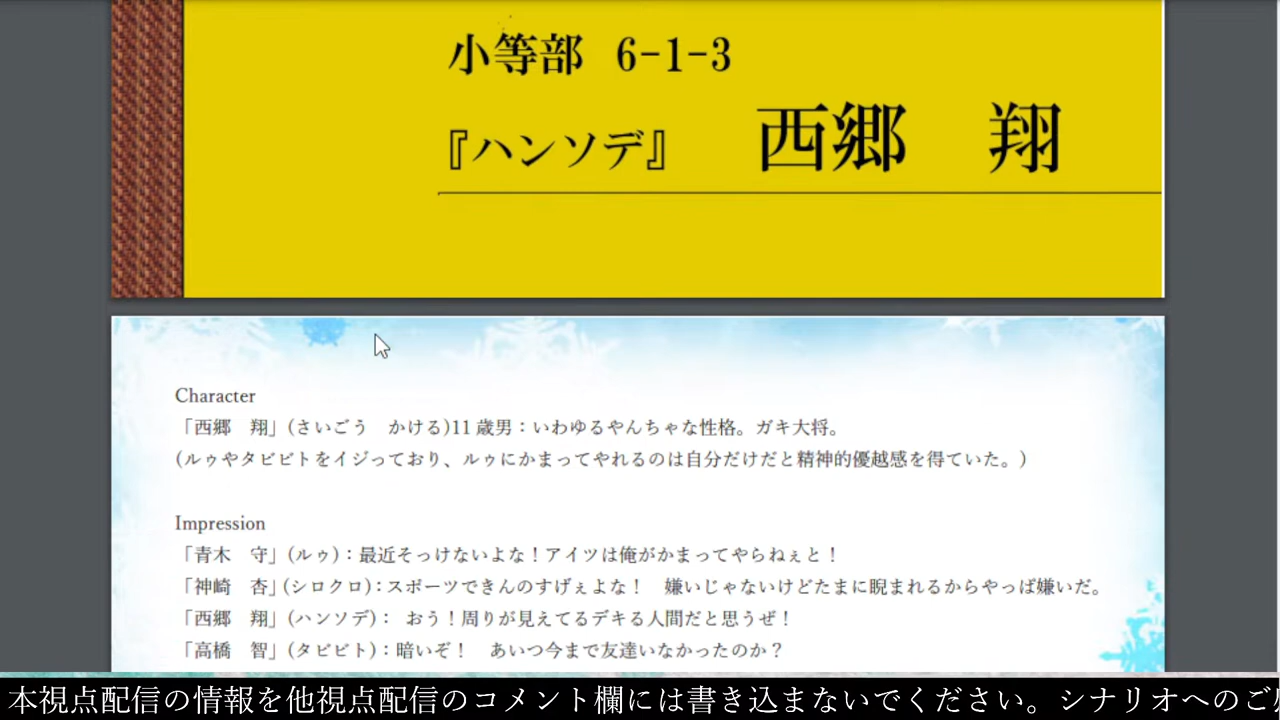 小等部 6-1-3
『ハンソデ』 西郷 翔
Character
「西郷 翔」(さいごう かける)11歳男：いわゆるやんちゃな性格。ガキ大将。
(ルゥやタビビトをイジっており、ルゥにかまってやれるのは自分だけだと精神的優越感を得ていた。)
Impression
「青木 守」(ルゥ)：最近そっけないよな！アイツは俺がかまってやらねぇと！
「神崎 杏」(シロクロ)：スポーツできんのすげぇよな！ 嫌いじゃないけどたまに睨まれるからやっぱ嫌いだ。
「西郷 翔」(ハンソデ)： おう！周りが見えてるデキる人間だと思うぜ！
「高橋 智」(タビビト)：暗いぞ！ あいつ今まで友達いなかったのか？
本視点配信の情報を他視点配信のコメント欄には書き込まないでください。シナリオへのご